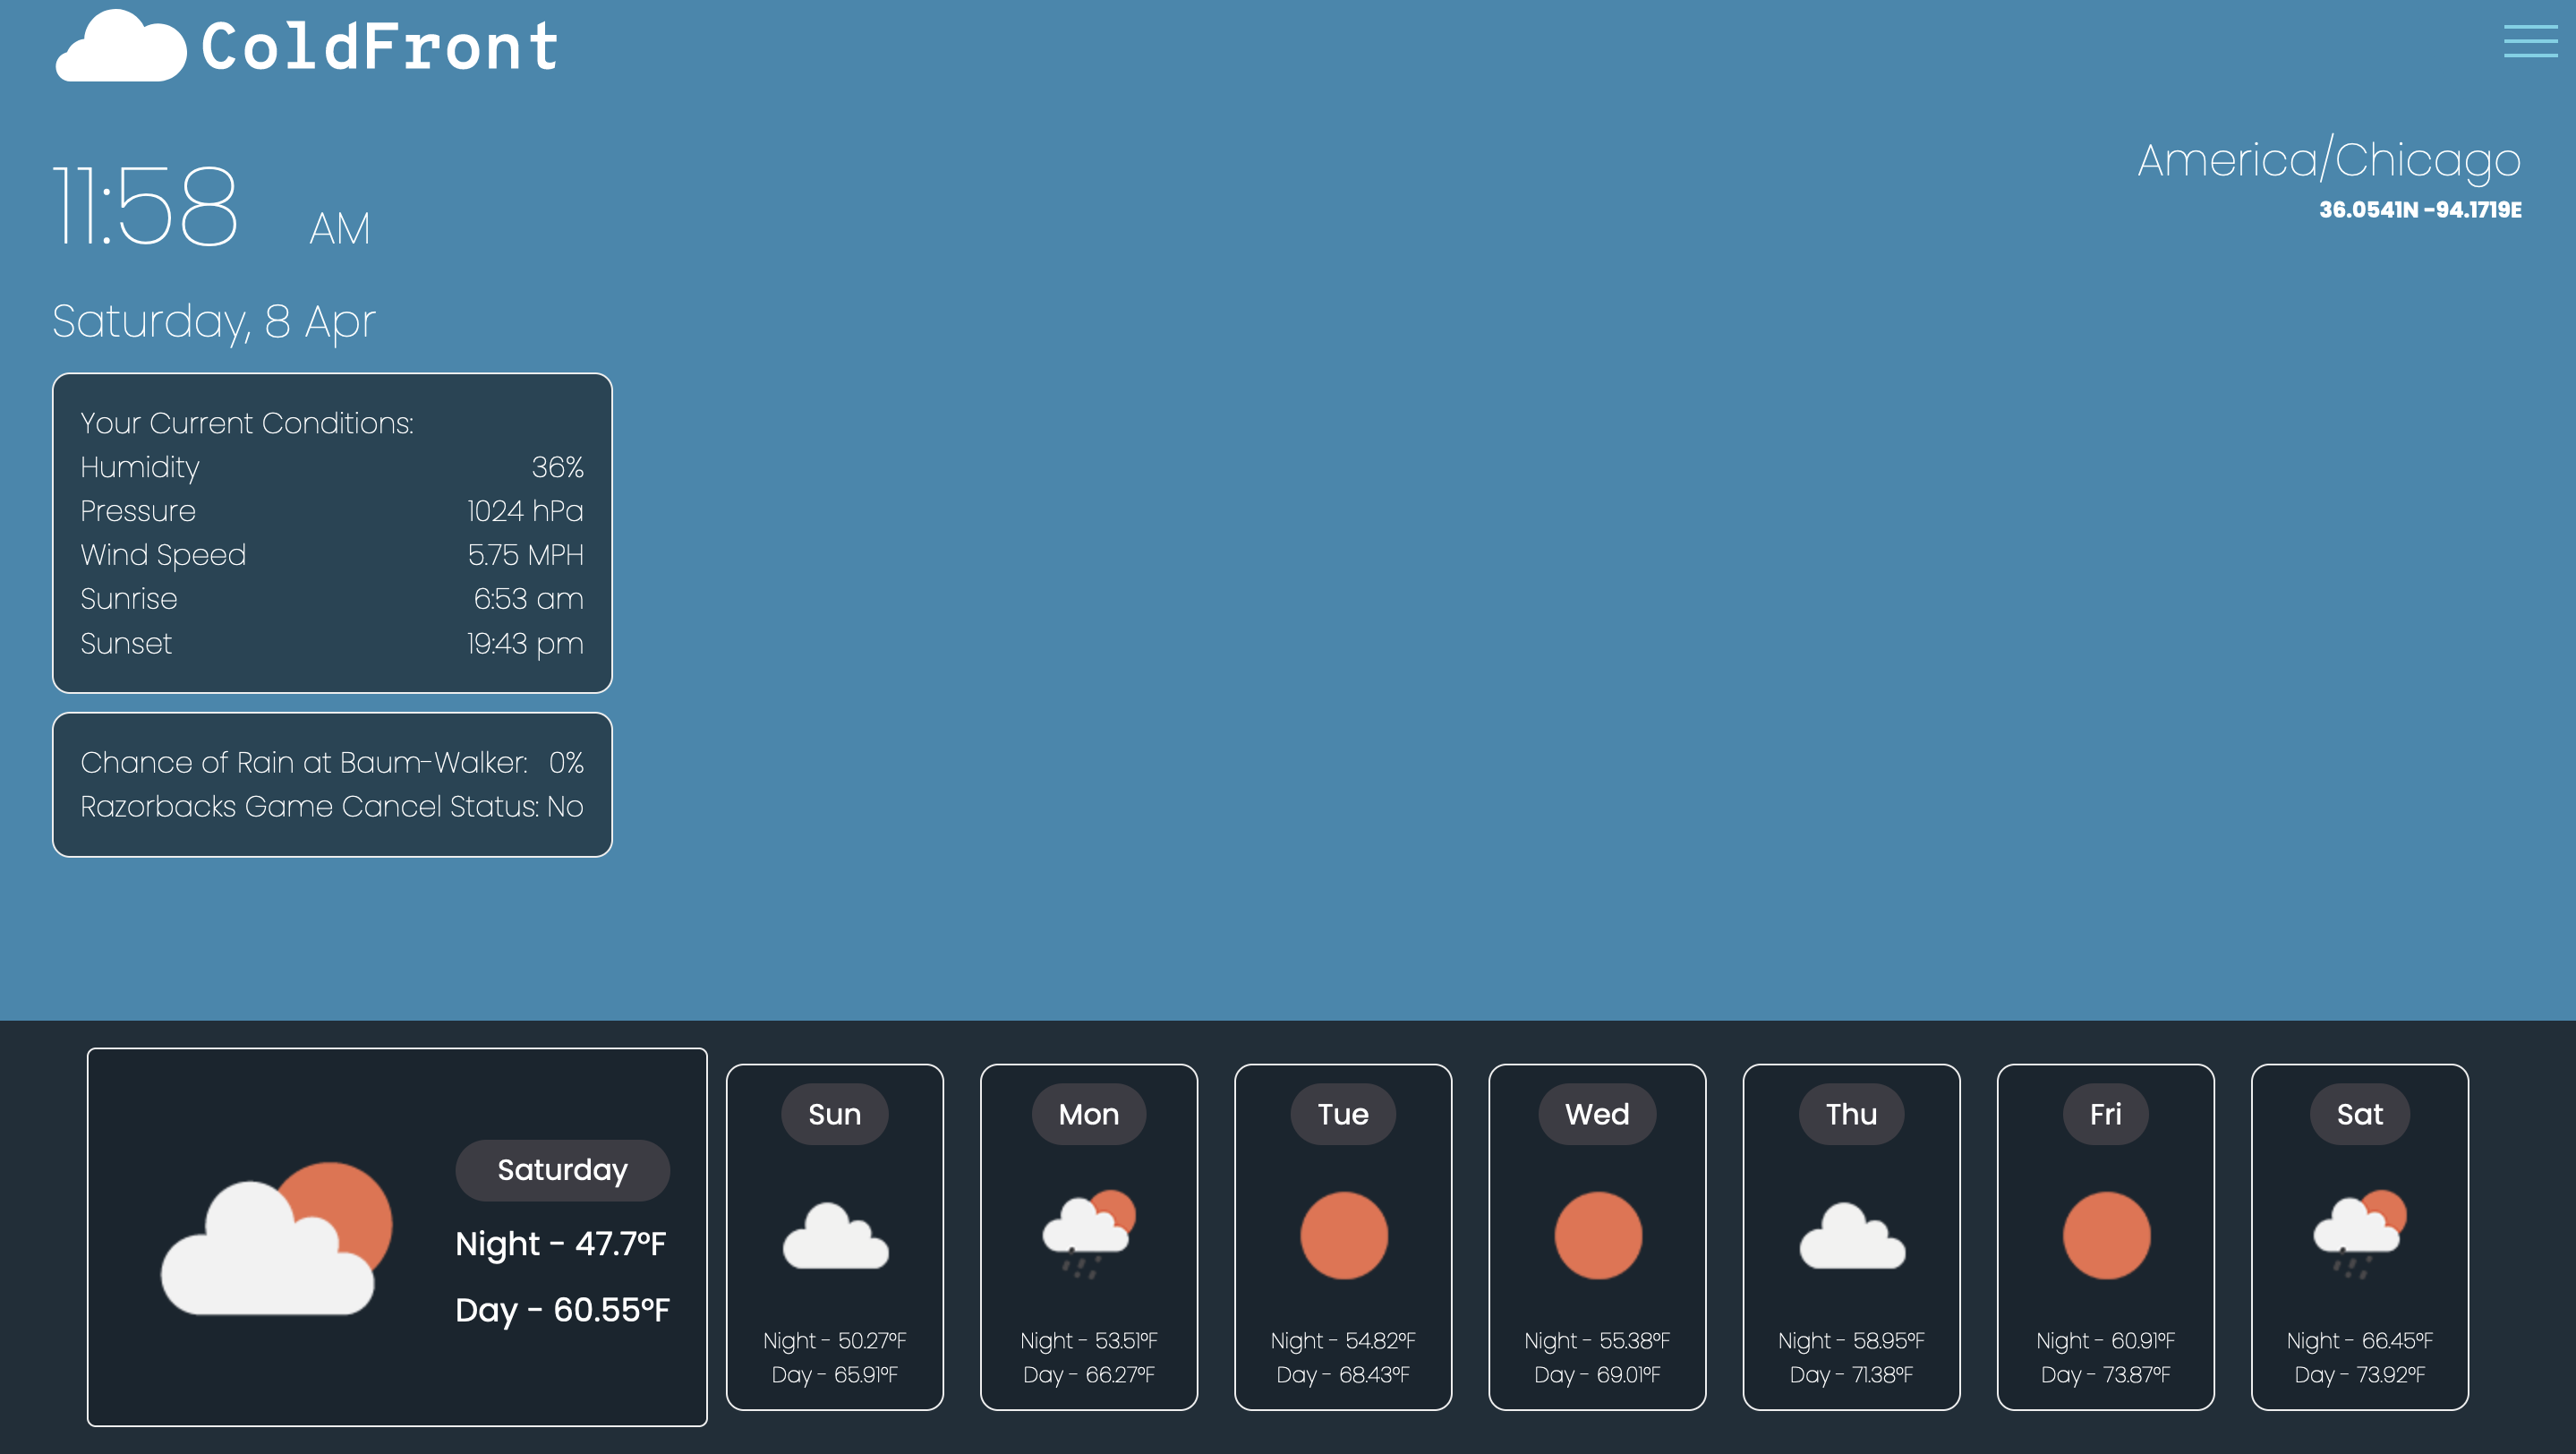 ColdFront
America/Chicago
36.0541N -94.1719E
11:58 AM
Saturday, 8 Apr
Your Current Conditions:
Humidity 36%
Pressure 1024 hPa
Wind Speed 5.75 MPH
Sunrise 6:53 am
Sunset 19:43 pm
Chance of Rain at Baum-Walker: 0%
Razorbacks Game Cancel Status: No
Saturday
Night - 47.7°F
Day - 60.55°F
Sun
Night - 50.27°F
Day - 65.91°F
Mon
Night - 53.51°F
Day - 66.27°F
Tue
Night - 54.82°F
Day - 68.43°F
Wed
Night - 55.38°F
Day - 69.01°F
Thu
Night - 58.95°F
Day - 71.38°F
Fri
Night - 60.91°F
Day - 73.87°F
Sat
Night - 66.45°F
Day - 73.92°F